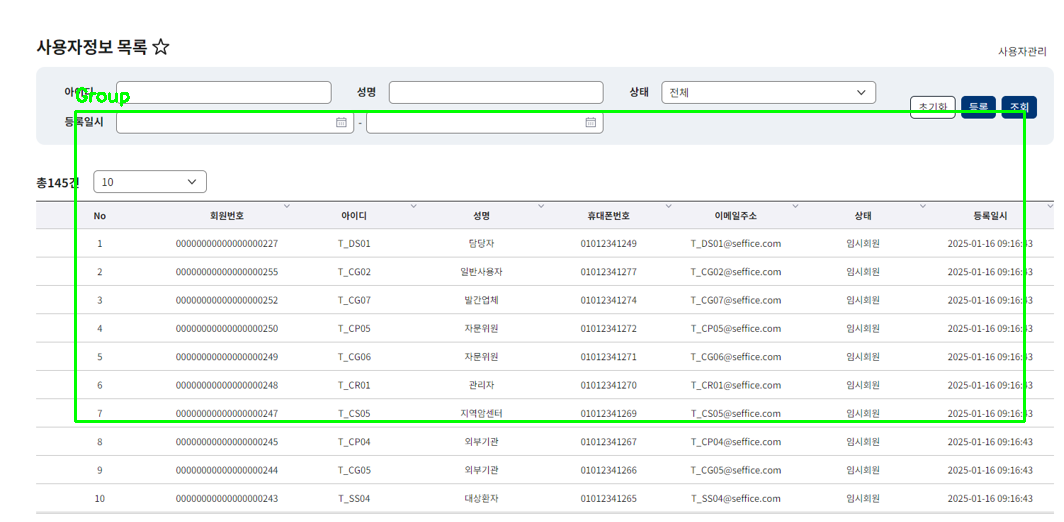 사용자정보 목록 ☆
사용자관리
아이디 성명 상태 전체
Group
초기화 등록 조회
등록일시 -
총145건 10
No 회원번호 아이디 성명 휴대폰번호 이메일주소 상태 등록일시
1 00000000000000000227 T_DS01 담당자 01012341249 T_DS01@seffice.com 임시회원 2025-01-16 09:16:43
2 00000000000000000255 T_CG02 일반사용자 01012341277 T_CG02@seffice.com 임시회원 2025-01-16 09:16:43
3 00000000000000000252 T_CG07 발간업체 01012341274 T_CG07@seffice.com 임시회원 2025-01-16 09:16:43
4 00000000000000000250 T_CP05 자문위원 01012341272 T_CP05@seffice.com 임시회원 2025-01-16 09:16:43
5 00000000000000000249 T_CG06 자문위원 01012341271 T_CG06@seffice.com 임시회원 2025-01-16 09:16:43
6 00000000000000000248 T_CR01 관리자 01012341270 T_CR01@seffice.com 임시회원 2025-01-16 09:16:43
7 00000000000000000247 T_CS05 지역암센터 01012341269 T_CS05@seffice.com 임시회원 2025-01-16 09:16:43
8 00000000000000000245 T_CP04 외부기관 01012341267 T_CP04@seffice.com 임시회원 2025-01-16 09:16:43
9 00000000000000000244 T_CG05 외부기관 01012341266 T_CG05@seffice.com 임시회원 2025-01-16 09:16:43
10 00000000000000000243 T_SS04 대상환자 01012341265 T_SS04@seffice.com 임시회원 2025-01-16 09:16:43